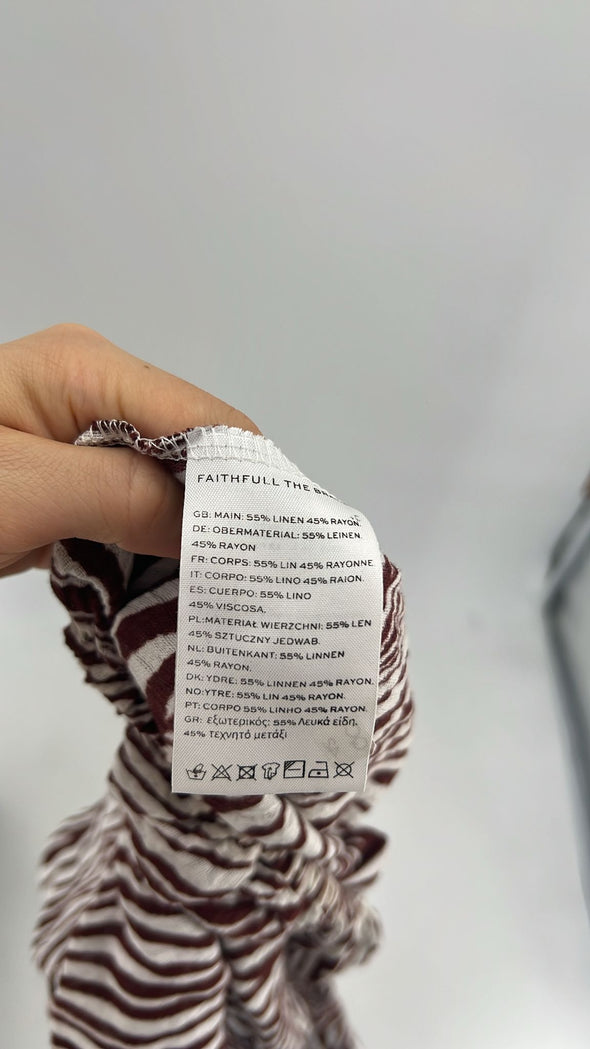 FAITHFULL THE
GB: MAIN: 55% LINEN 45% RAYON.
DE: OBERMATERIAL: 55% LEINEN.
45% RAYON
FR: CORPS: 55% LIN 45% RAYONNE.
IT: CORPO: 55% LINO 45% RAION.
ES: CUERPO: 55% LINO
45% VISCOSA.
PL:MATERIAŁ WIERZCHNI: 55% LEN
45% SZTUCZNY JEDWAB.
NL: BUITENKANT: 55% LINNEN
45% RAYON.
DK: YDRE: 55% LINNEN 45% RAYON.
NO:YTRE: 55% LIN 45% RAYON.
PT: CORPO 55% LINHO 45% RAYON.
GR: εξωτερικός: 55% Λευκά είδη.
45% τεχνητό μετάξι